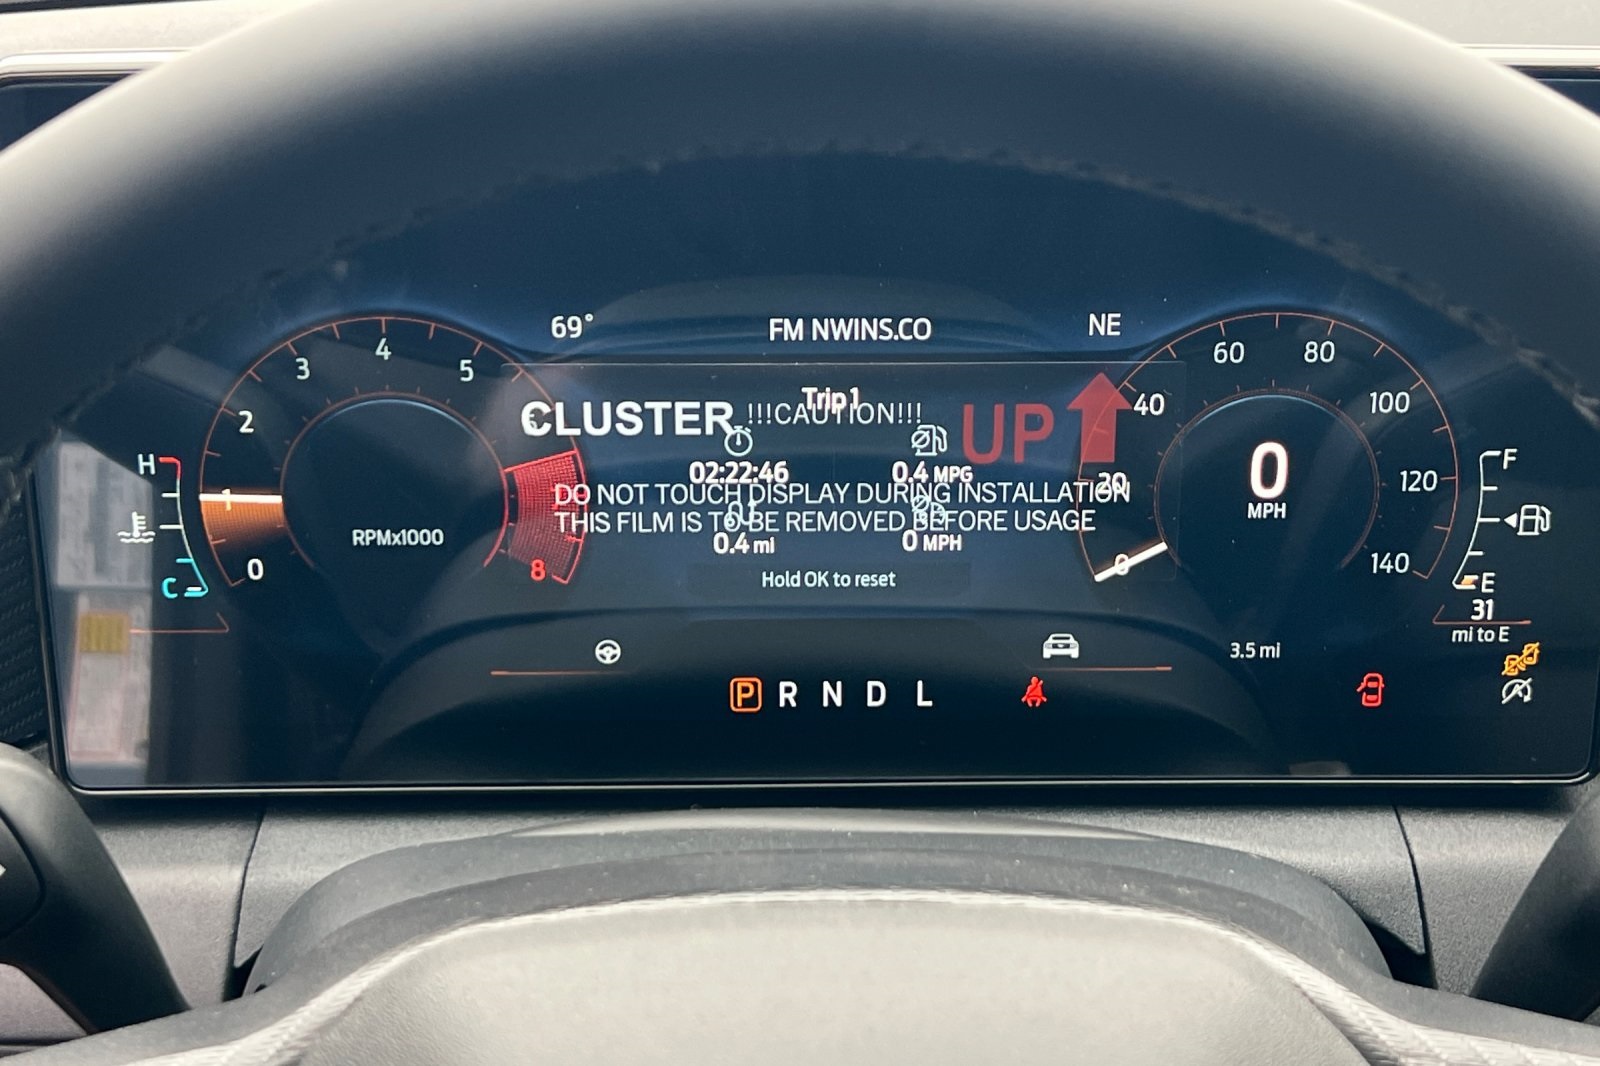 69° FM NWINS.CO NE
3 4 5 60 80
2 40 100
Trip 1
CLUSTER !!!CAUTION!!! UP
H 1 02:22:46 0.4 MPG 20 0 120 F
DO NOT TOUCH DISPLAY DURING INSTALLATION
MPH
THIS FILM IS TO BE REMOVED BEFORE USAGE
RPMx1000 0.4 mi 0 MPH
C 0 8 Hold OK to reset 0 140 E
31
mi to E
3.5 mi
P R N D L